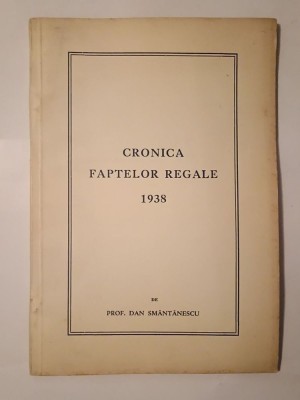 CRONICA
FAPTELOR REGALE
1938
DE
PROF. DAN SMÂNTÂNESCU